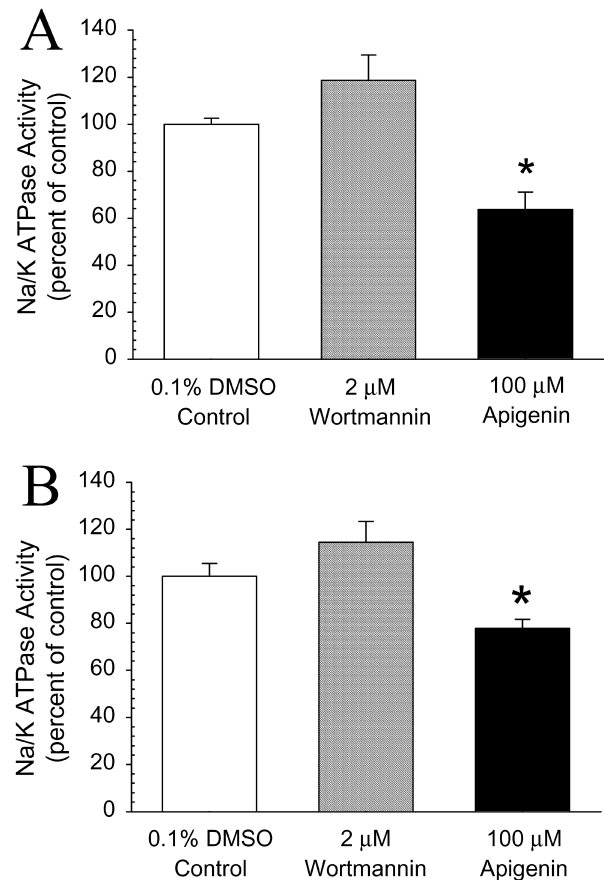 A
Na/K ATPase Activity
(percent of control)
140
120
100
80
60
40
20
0
*
0.1% DMSO
Control
2 μM
Wortmannin
100 μM
Apigenin
B
Na/K ATPase Activity
(percent of control)
140
120
100
80
60
40
20
0
*
0.1% DMSO
Control
2 μM
Wortmannin
100 μM
Apigenin